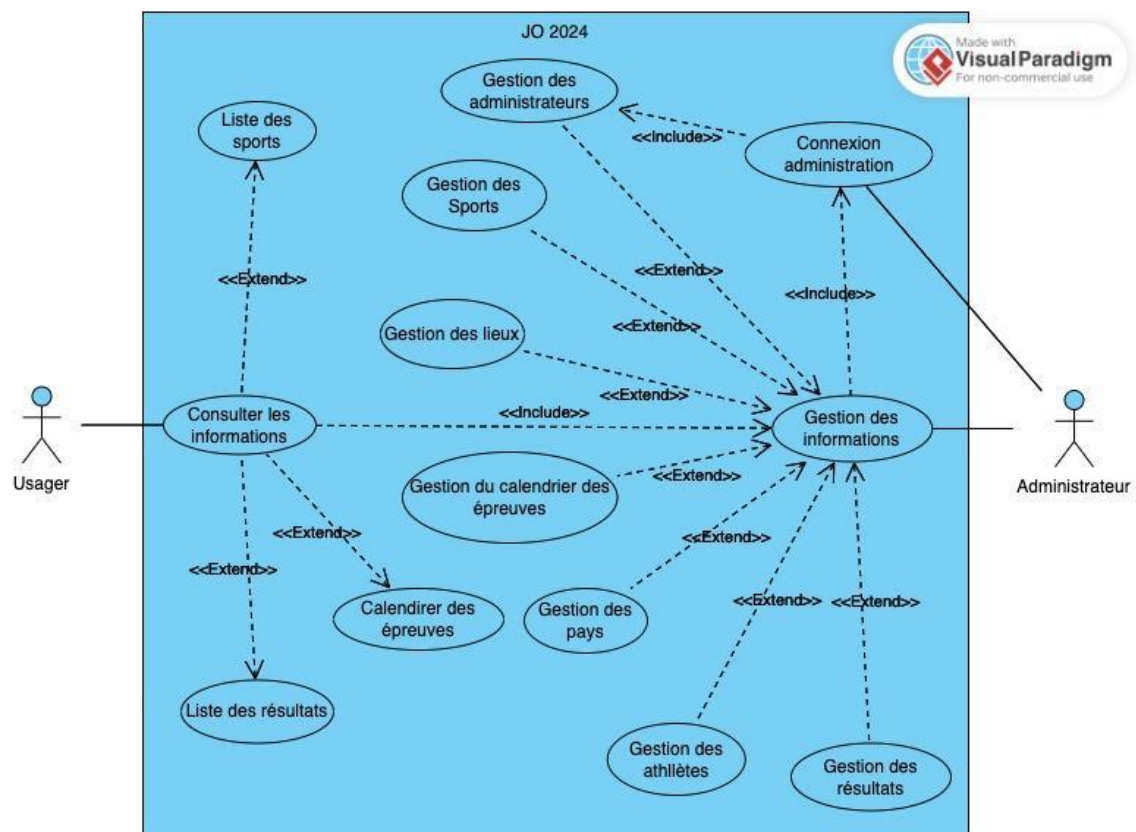 JO 2024
Made with
Visual Paradigm
For non-commercial use
Gestion des
administrateurs
Liste des
sports
<<Include>>
Connexion
administration
Gestion des
Sports
<<Extend>>
<<Extend>>
<<Include>>
<<Extend>>
Gestion des lieux
<<Extend>>
Consulter les
informations
<<Include>>
Gestion des
informations
Usager
Administrateur
Gestion du calendrier des
épreuves
<<Extend>>
<<Extend>>
<<Extend>>
<<Extend>>
<<Extend>>
<<Extend>>
Calendirer des
épreuves
Gestion des
pays
Liste des résultats
Gestion des
athllètes
Gestion des
résultats